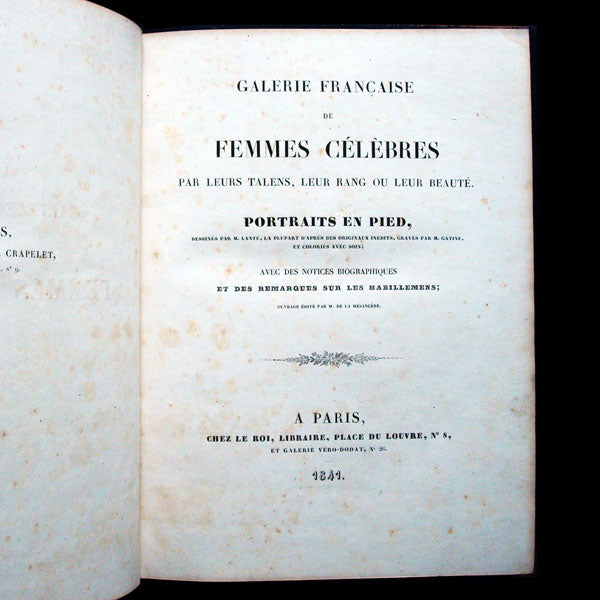 S,
CRAPELET,
, n° 9.
GALERIE FRANÇAISE
DE
FEMMES CÉLÈBRES
PAR LEURS TALENS, LEUR RANG OU LEUR BEAUTÉ.
PORTRAITS EN PIED,
DESSINÉS PAR M. LANTÉ, LA PLUPART D'APRÈS DES ORIGINAUX INÉDITS, GRAVÉS PAR M. GATINE,
ET COLORIÉS AVEC SOIN;
AVEC DES NOTICES BIOGRAPHIQUES
ET DES REMARQUES SUR LES HABILLEMENS;
OUVRAGE ÉDITÉ PAR M. DE LA MÉSANGÈRE.
A PARIS,
CHEZ LE ROI, LIBRAIRE, PLACE DU LOUVRE, N° 8,
ET GALERIE VÉRO-DODAT, N° 26.
1841.